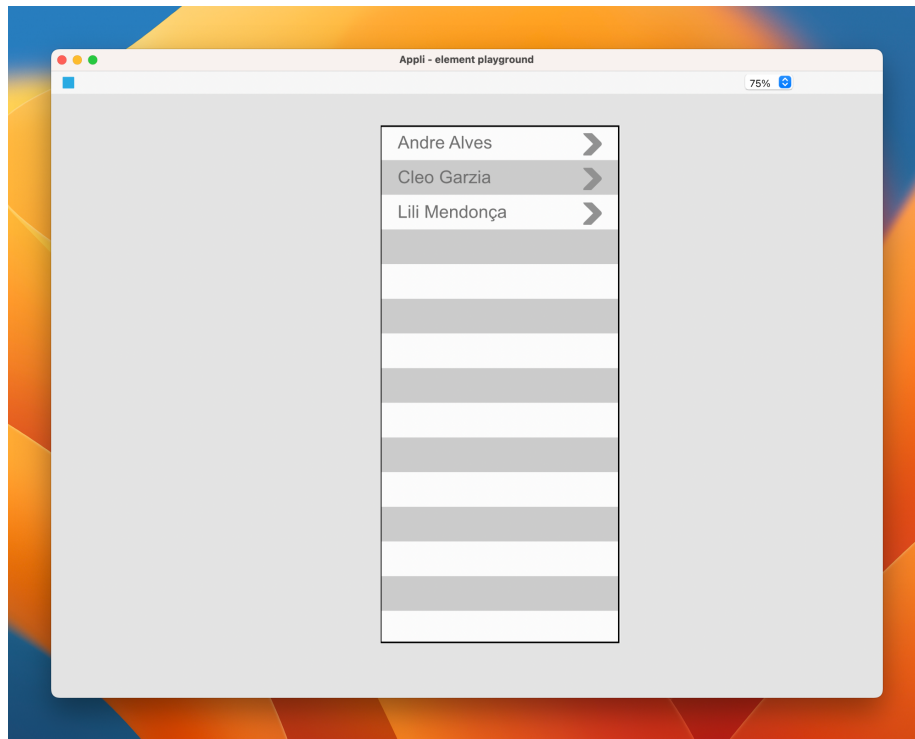 Appli - element playground
75%
Andre Alves
Cleo Garzia
Lili Mendonça